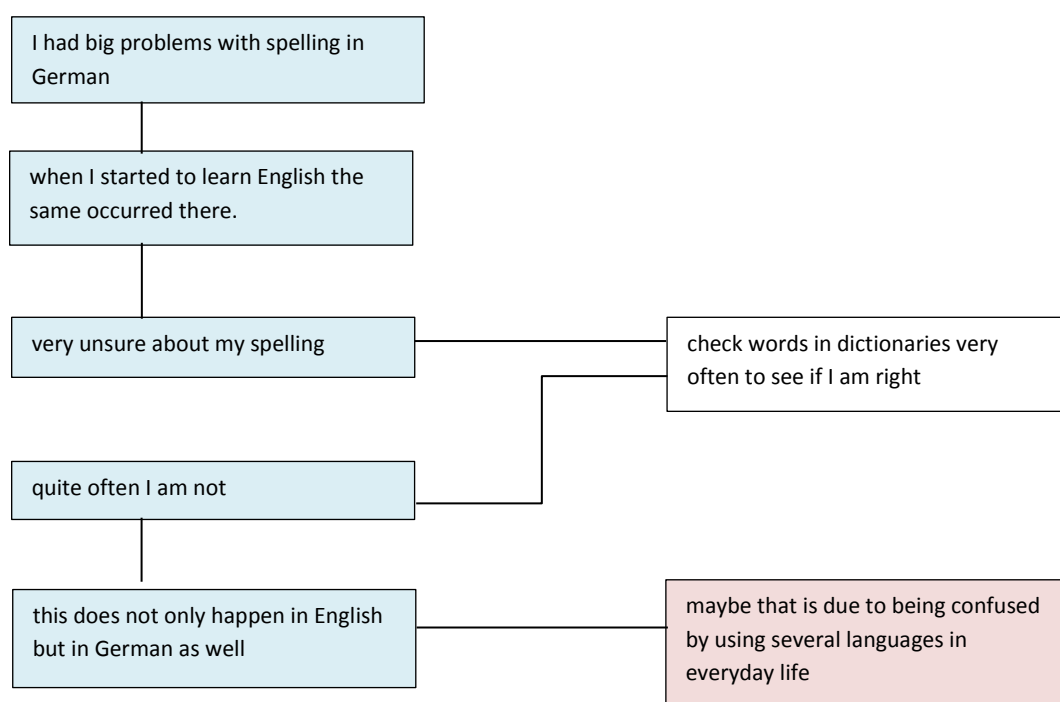 I had big problems with spelling in
German
when I started to learn English the
same occurred there.
very unsure about my spelling
check words in dictionaries very
often to see if I am right
quite often I am not
this does not only happen in English
but in German as well
maybe that is due to being confused
by using several languages in
everyday life